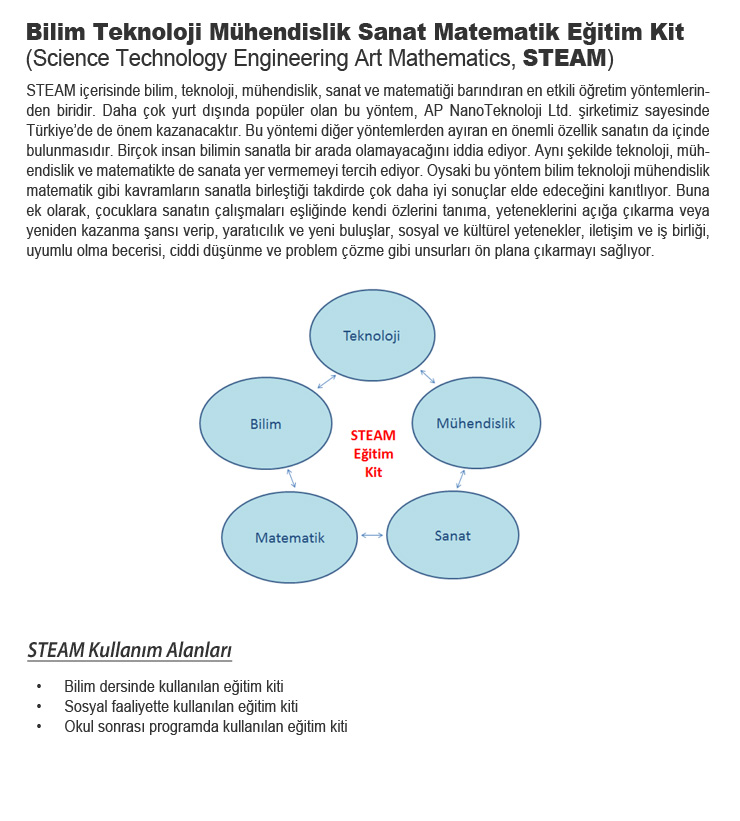 Bilim Teknoloji Mühendislik Sanat Matematik Eğitim Kit
(Science Technology Engineering Art Mathematics, STEAM)
STEAM içerisinde bilim, teknoloji, mühendislik, sanat ve matematiği barındıran en etkili öğretim yöntemlerin-
den biridir. Daha çok yurt dışında popüler olan bu yöntem, AP NanoTeknoloji Ltd. şirketimiz sayesinde
Türkiye'de de önem kazanacaktır. Bu yöntemi diğer yöntemlerden ayıran en önemli özellik sanatın da içinde
bulunmasıdır. Birçok insan bilimin sanatla bir arada olamayacağını iddia ediyor. Aynı şekilde teknoloji, müh-
endislik ve matematikte de sanata yer vermemeyi tercih ediyor. Oysaki bu yöntem bilim teknoloji mühendislik
matematik gibi kavramların sanatla birleştiği takdirde çok daha iyi sonuçlar elde edeceğini kanıtlıyor. Buna
ek olarak, çocuklara sanatın çalışmaları eşliğinde kendi özlerini tanıma, yeteneklerini açığa çıkarma veya
yeniden kazanma şansı verip, yaratıcılık ve yeni buluşlar, sosyal ve kültürel yetenekler, iletişim ve iş birliği,
uyumlu olma becerisi, ciddi düşünme ve problem çözme gibi unsurları ön plana çıkarmayı sağlıyor.
Teknoloji
Bilim
Mühendislik
STEAM
Eğitim
Kit
Matematik
Sanat
STEAM Kullanım Alanları
• Bilim dersinde kullanılan eğitim kiti
• Sosyal faaliyette kullanılan eğitim kiti
• Okul sonrası programda kullanılan eğitim kiti